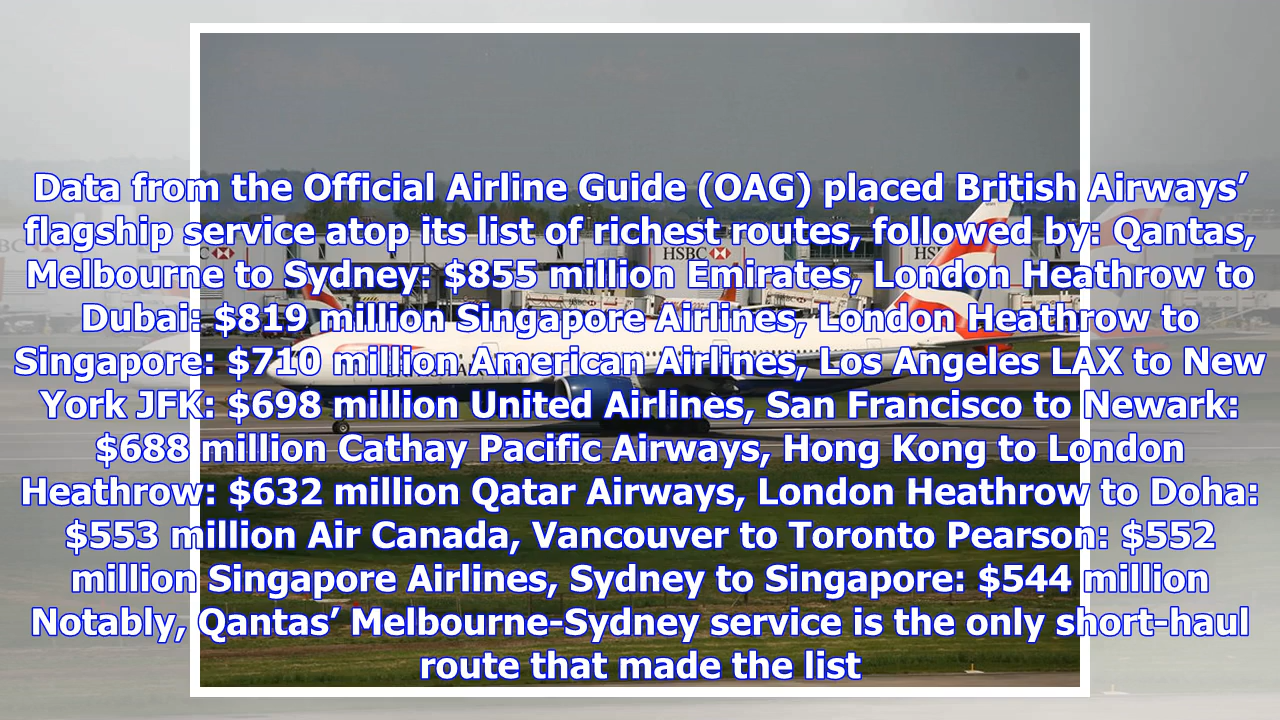 Data from the Official Airline Guide (OAG) placed British Airways’
flagship service atop its list of richest routes, followed by: Qantas,
Melbourne to Sydney: $855 million Emirates, London Heathrow to
Dubai: $819 million Singapore Airlines, London Heathrow to
Singapore: $710 million American Airlines, Los Angeles LAX to New
York JFK: $698 million United Airlines, San Francisco to Newark:
$688 million Cathay Pacific Airways, Hong Kong to London
Heathrow: $632 million Qatar Airways, London Heathrow to Doha:
$553 million Air Canada, Vancouver to Toronto Pearson: $552
million Singapore Airlines, Sydney to Singapore: $544 million
Notably, Qantas’ Melbourne-Sydney service is the only short-haul
route that made the list
HSBC